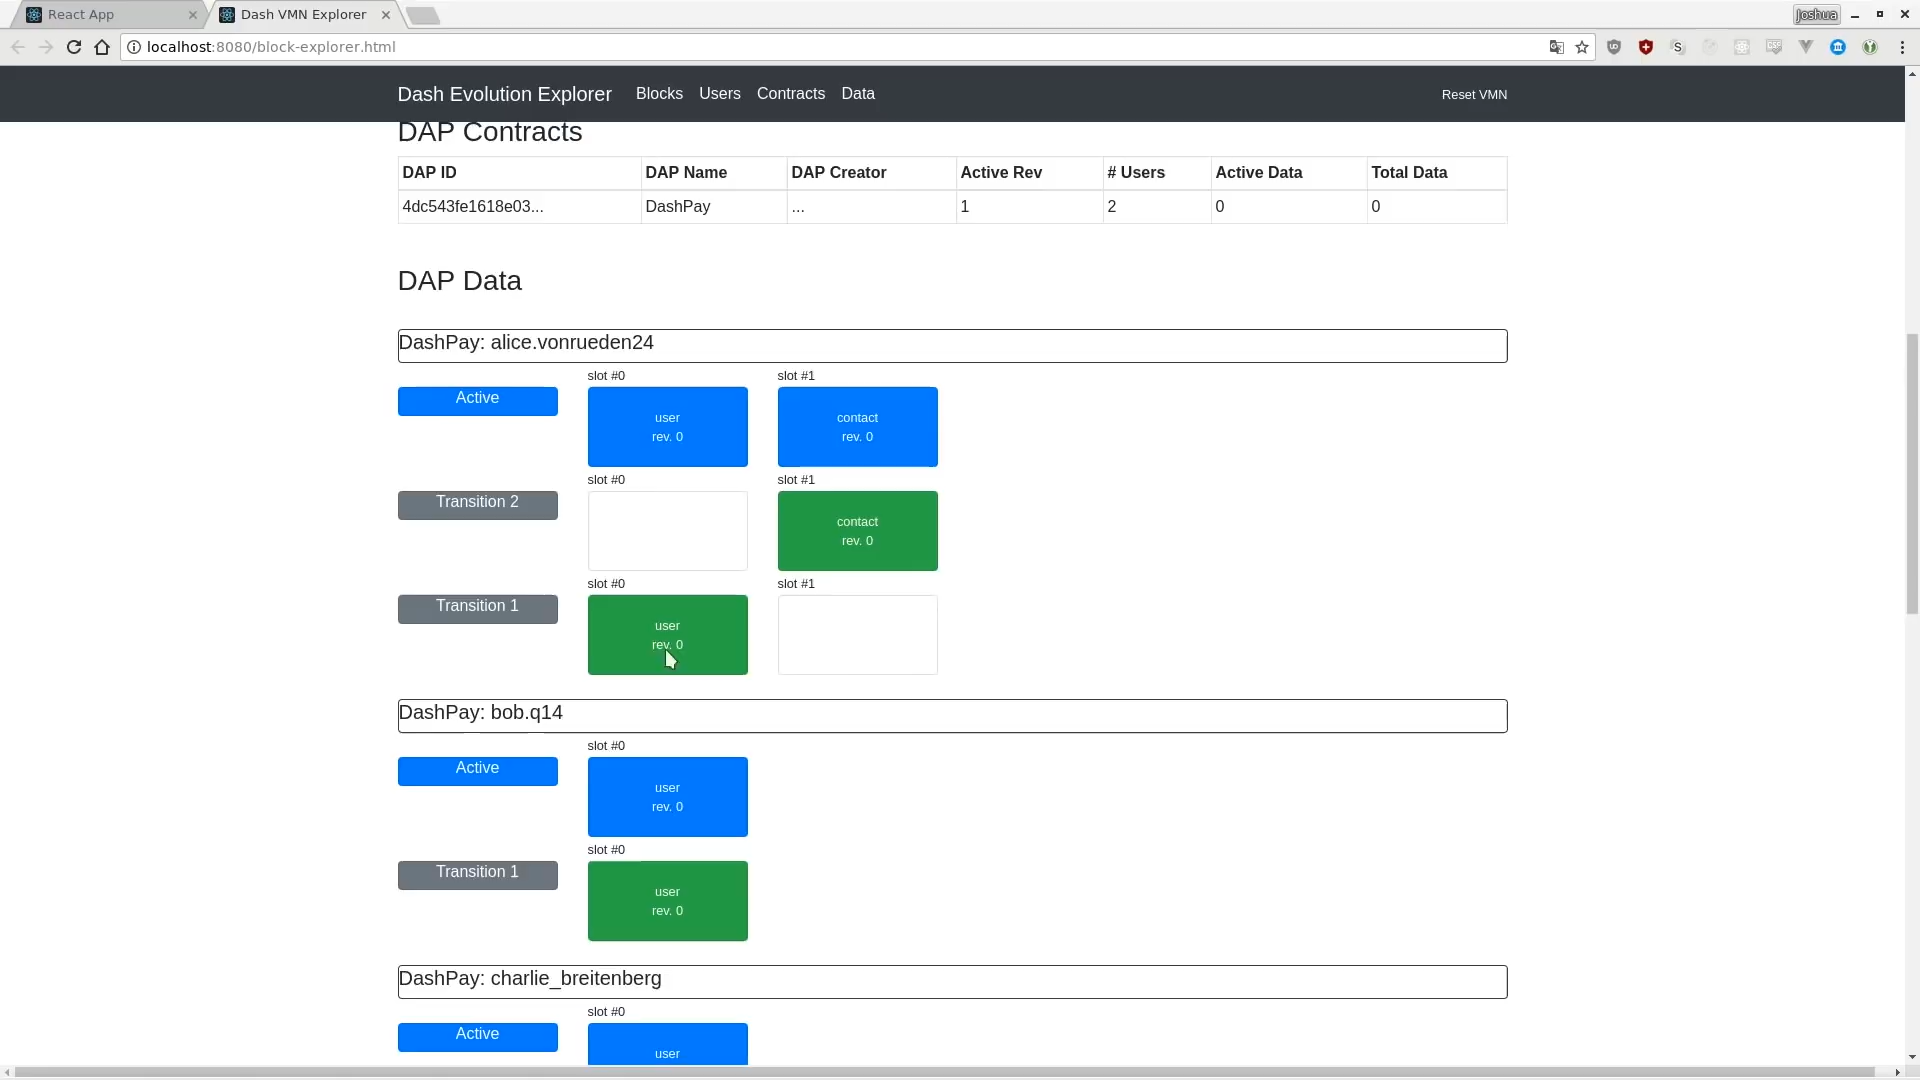 React App
Dash VMN Explorer
joshua
localhost:8080/block-explorer.html
Dash Evolution Explorer Blocks Users Contracts Data Reset VMN
DAP Contracts
DAP ID DAP Name DAP Creator Active Rev # Users Active Data Total Data
4dc543fe1618e03... DashPay ... 1 2 0 0
DAP Data
DashPay: alice.vonrueden24
slot #0 slot #1
Active
user contact
rev. 0 rev. 0
slot #0 slot #1
Transition 2
contact
rev. 0
slot #0 slot #1
Transition 1
user
rev. 0
DashPay: bob.q14
slot #0
Active
user
rev. 0
slot #0
Transition 1
user
rev. 0
DashPay: charlie_breitenberg
slot #0
Active
user